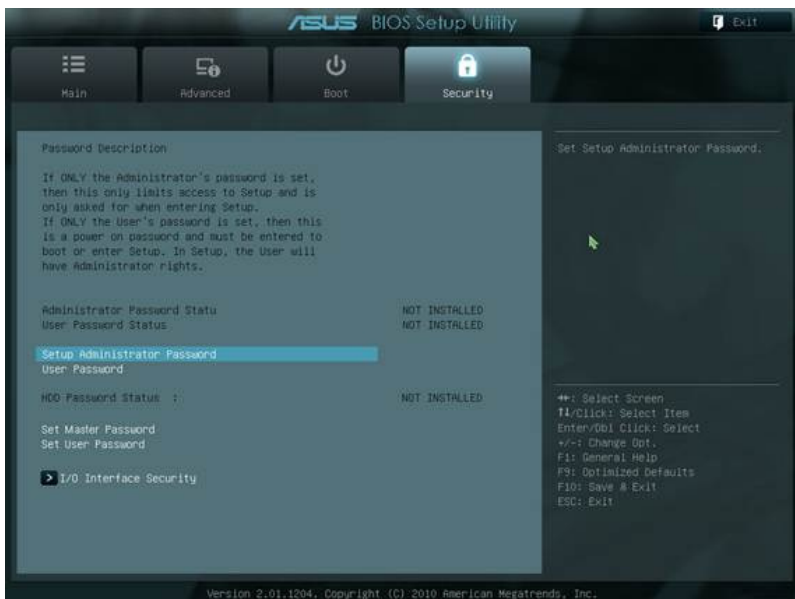 ASUS BIOS Setup Utility
Exit
Main
Advanced
Boot
Security
Password Description
If ONLY the Administrator's password is set,
then this only limits access to Setup and is
only asked for when entering Setup.
If ONLY the User's password is set, then this
is a power on password and must be entered to
boot or enter Setup. In Setup, the User will
have Administrator rights.
Administrator Password Statu NOT INSTALLED
User Password Status NOT INSTALLED
Setup Administrator Password
User Password
HDD Password Status : NOT INSTALLED
Set Master Password
Set User Password
> I/O Interface Security
Set Setup Administrator Password.
→←: Select Screen
↑↓/Click: Select Item
Enter/Dbl Click: Select
+/-: Change Opt.
F1: General Help
F9: Optimized Defaults
F10: Save & Exit
ESC: Exit
Version 2.01.1204. Copyright (C) 2010 American Megatrends, Inc.